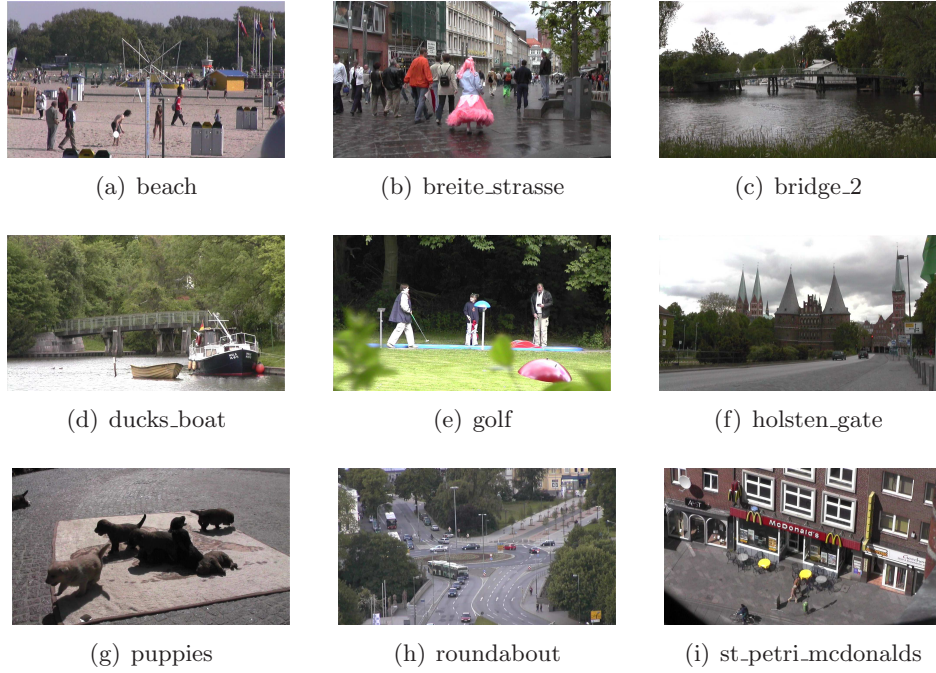 (a) beach
(b) breite_strasse
(c) bridge_2
(d) ducks_boat
(e) golf
(f) holsten_gate
McDonald's
(g) puppies
(h) roundabout
(i) st_petri_mcdonalds